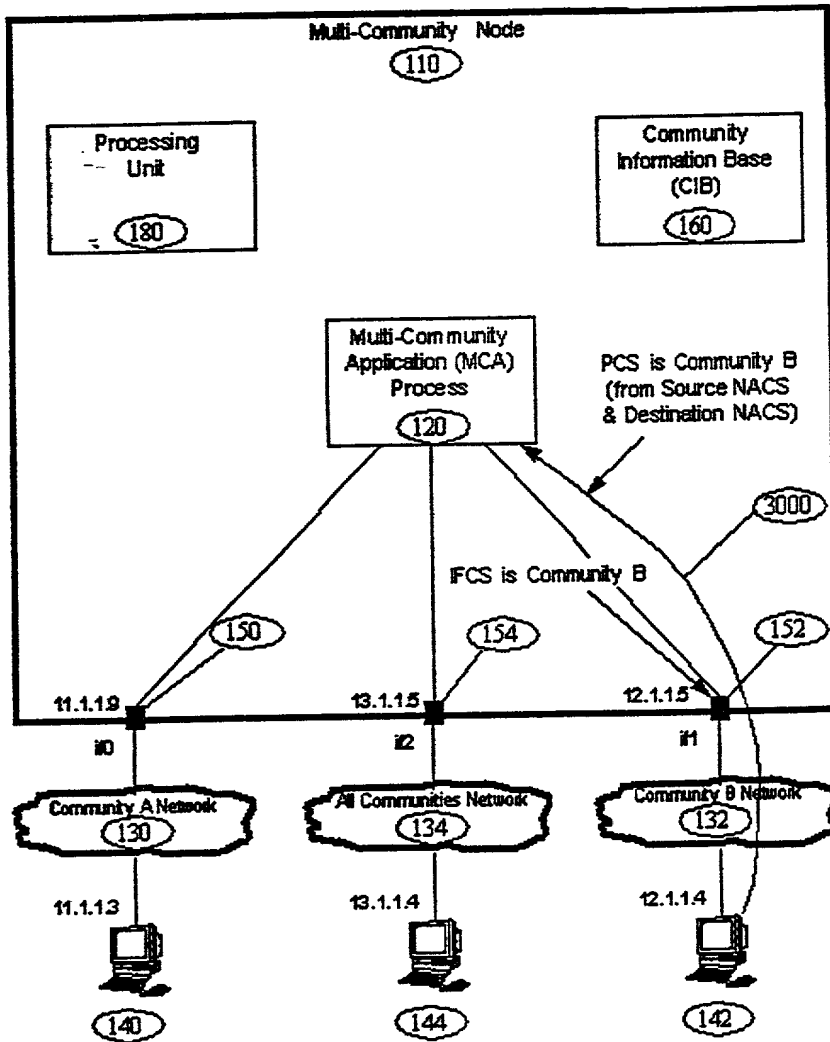 Multi-Community Node
110
Processing
Unit
180
Community
Information Base
(CIB)
160
Multi-Community
Application (MCA)
Process
120
PCS is Community B
(from Source NACS
& Destination NACS)
3000
IFCS is Community B
150
154
152
11.1.1.9
13.1.1.5
12.1.1.5
if0
if2
if1
Community A Network
130
All Communities Network
134
Community B Network
132
11.1.1.3
13.1.1.4
12.1.1.4
140
144
142